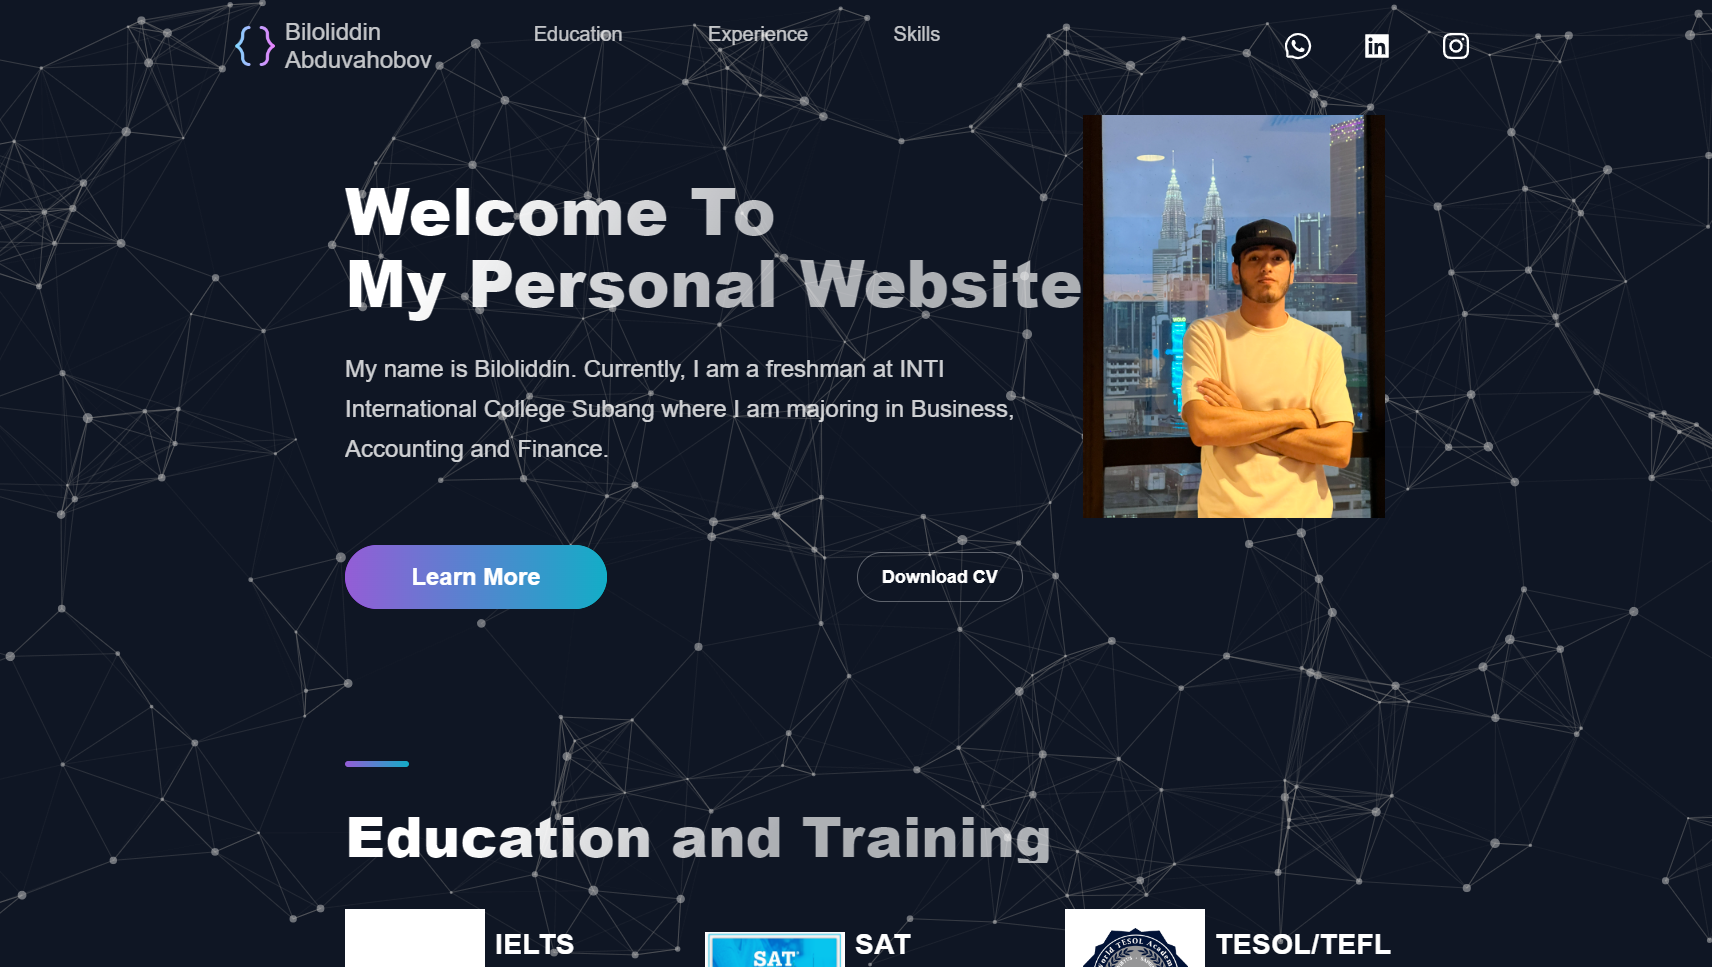 Biloliddin
Abduvahobov
Education
Experience
Skills
Welcome To
My Personal Website
My name is Biloliddin. Currently, I am a freshman at INTI
International College Subang where I am majoring in Business,
Accounting and Finance.
Learn More
Download CV
Education and Training
IELTS
SAT
SAT
World TESOL Academy
TESOL/TEFL